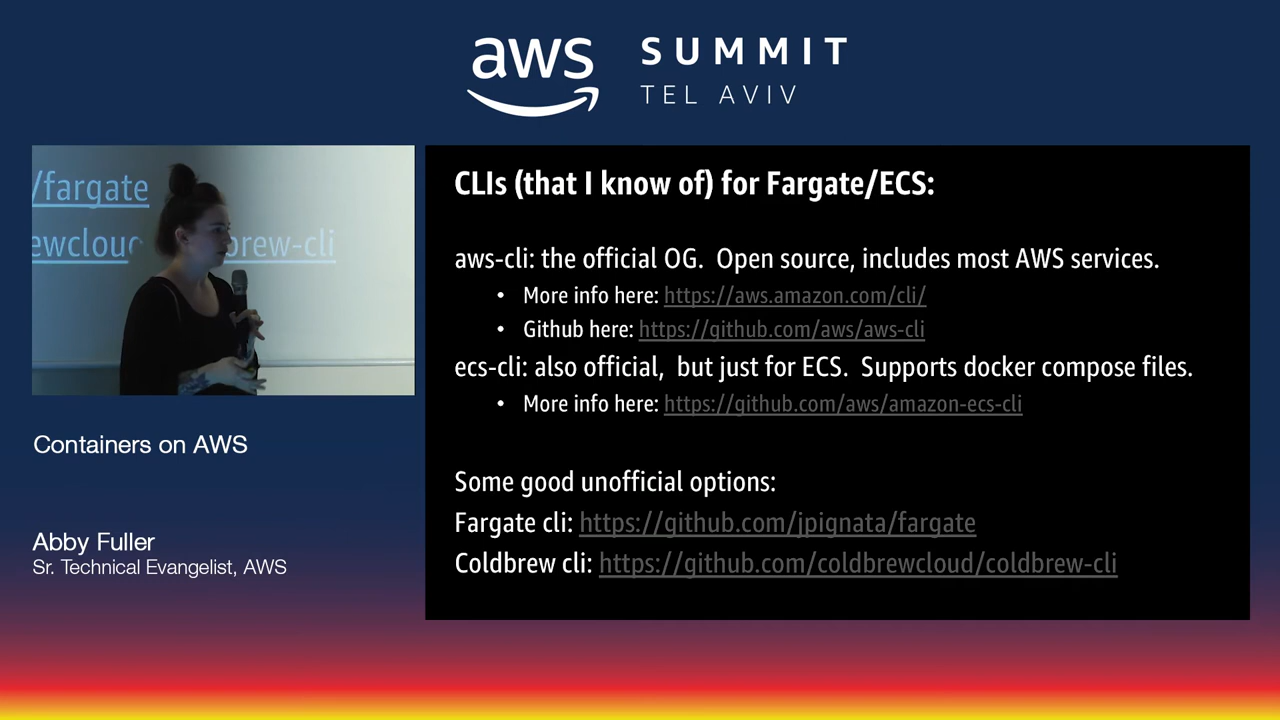 aws
SUMMIT
TEL AVIV
/fargate
ewcloud
brew-cli
CLIs (that I know of) for Fargate/ECS:
aws-cli: the official OG.  Open source, includes most AWS services.
• More info here: https://aws.amazon.com/cli/
• Github here: https://github.com/aws/aws-cli
ecs-cli: also official,  but just for ECS.  Supports docker compose files.
• More info here: https://github.com/aws/amazon-ecs-cli
Some good unofficial options:
Fargate cli: https://github.com/jpignata/fargate
Coldbrew cli: https://github.com/coldbrewcloud/coldbrew-cli
Containers on AWS
Abby Fuller
Sr. Technical Evangelist, AWS